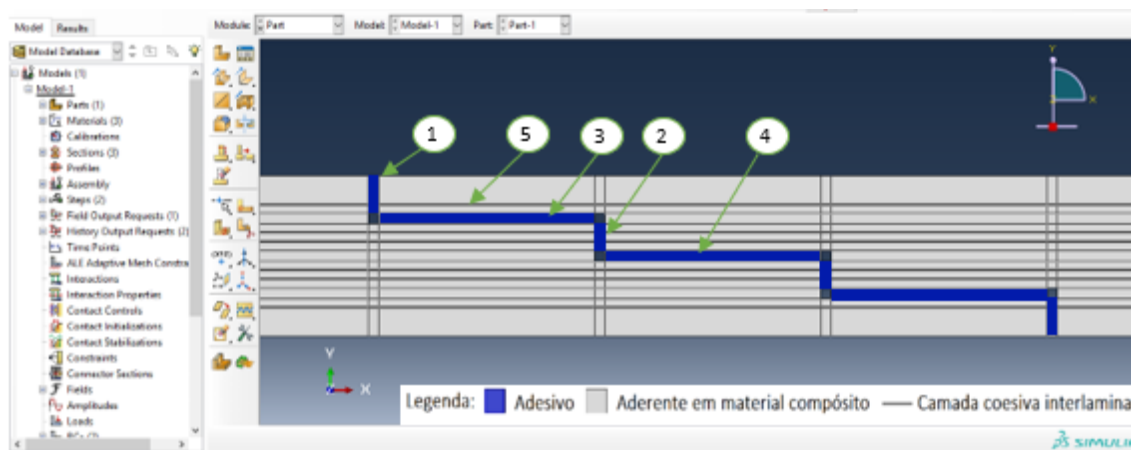 Model Results
Module: Part Model: Model-1 Part: Part-1
Model Database
Models (1)
Model-1
Parts (1)
Materials (3)
Calibrations
Sections (3)
Profiles
Assembly
Steps (2)
Field Output Requests (1)
History Output Requests (2)
Time Points
ALE Adaptive Mesh Constra
Interactions
Interaction Properties
Contact Controls
Contact Initializations
Contact Stabilizations
Constraints
Connector Sections
Fields
Amplitudes
Loads
BCs (2)
1 5 3 2 4
Y
X
Y
X
Legenda: Adesivo Aderente em material compósito Camada coesiva interlamina
SIMULI